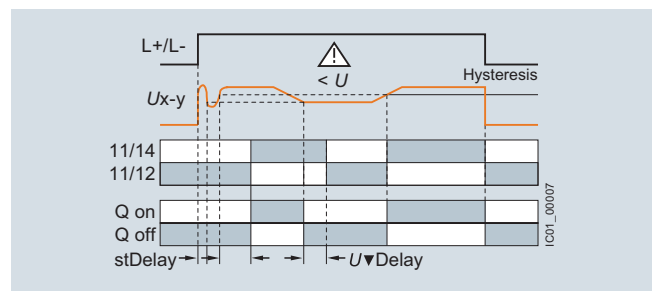 L+/L-
< U
Hysteresis
Ux-y
11/14
11/12
Q on
Q off
stDelay
U▼Delay
IC01_00007